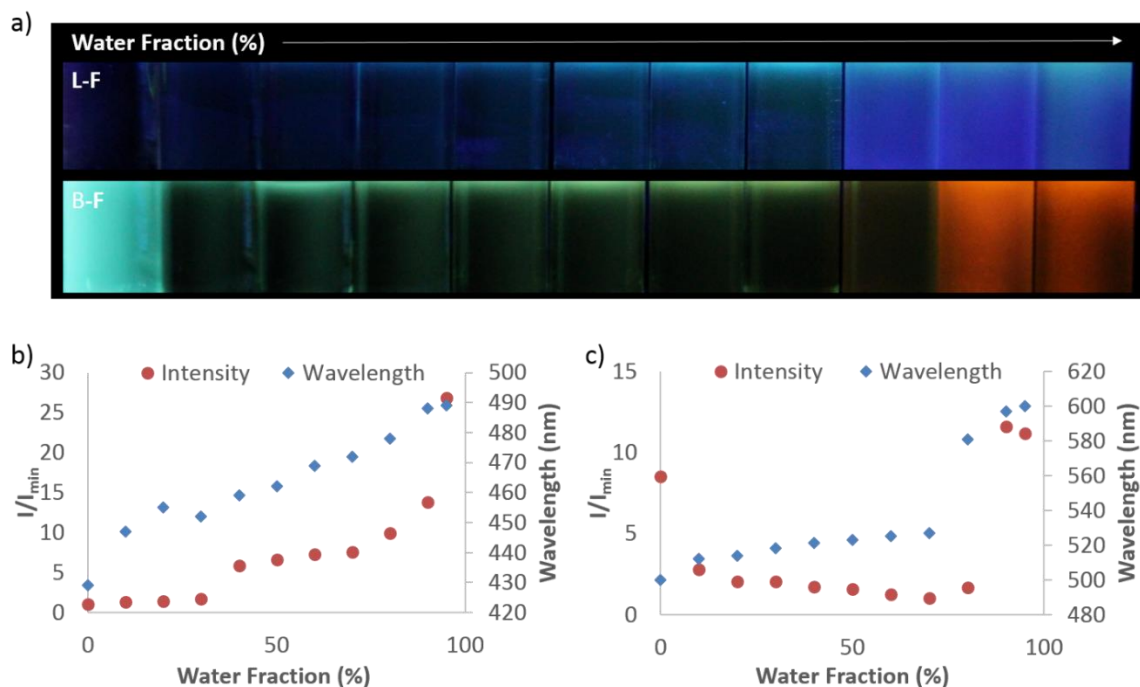 a)
Water Fraction (%)
L-F
B-F
b)
Intensity Wavelength
30
25
20
15
10
5
0
I/Imin
500
490
480
470
460
450
440
430
420
Wavelength (nm)
0 50 100
Water Fraction (%)
c)
Intensity Wavelength
15
10
5
0
I/Imin
620
600
580
560
540
520
500
480
Wavelength (nm)
0 50 100
Water Fraction (%)